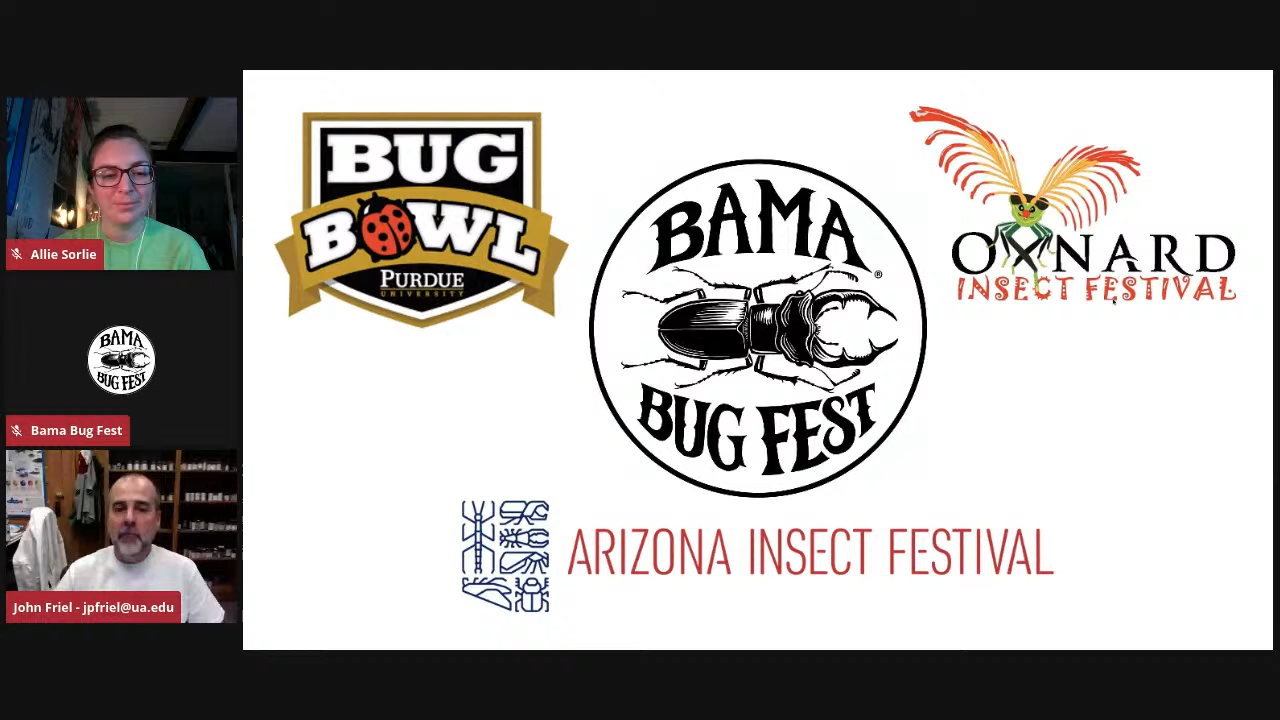 Allie Sorlie
BAMA
BUG FEST
Bama Bug Fest
John Friel - jpfriel@ua.edu
BUG
BOWL
PURDUE
UNIVERSITY
BAMA
®
BUG FEST
OXNARD
INSECT FESTIVAL
ARIZONA INSECT FESTIVAL